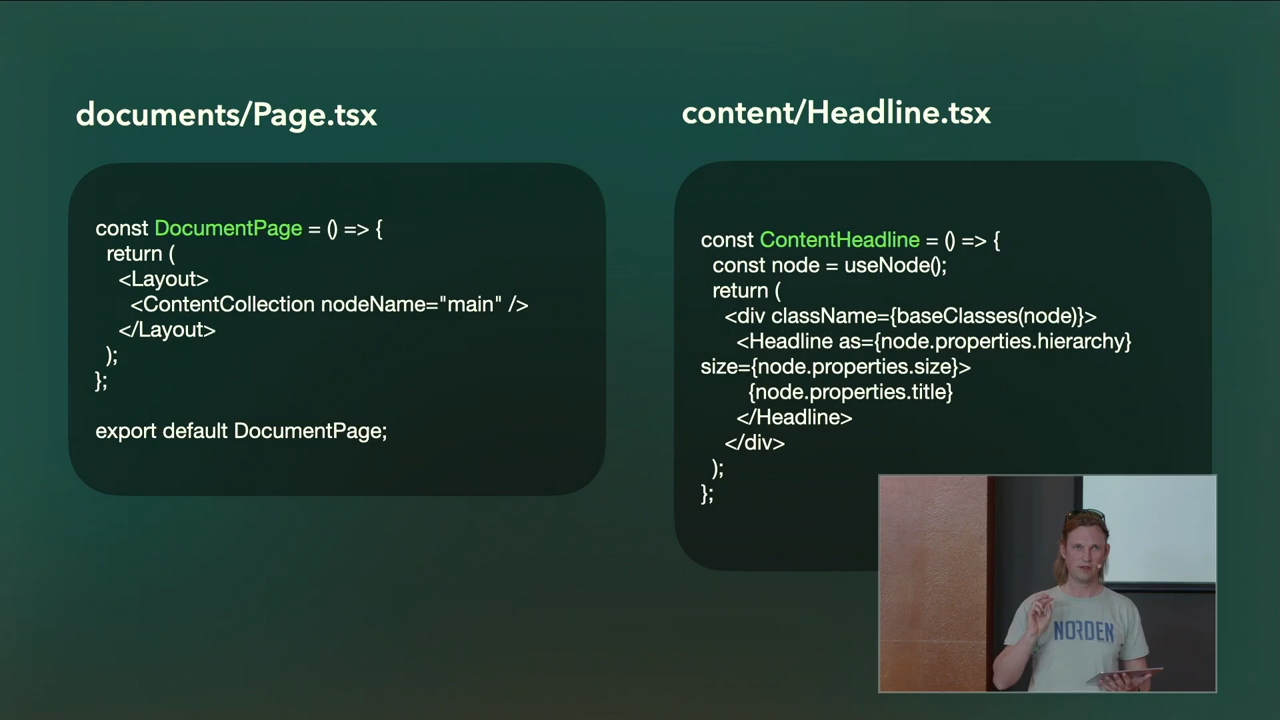 documents/Page.tsx
const DocumentPage = () => {
return (
<Layout>
<ContentCollection nodeName="main" />
</Layout>
);
};
export default DocumentPage;
content/Headline.tsx
const ContentHeadline = () => {
const node = useNode();
return (
<div className={baseClasses(node)}>
<Headline as={node.properties.hierarchy}
size={node.properties.size}>
{node.properties.title}
</Headline>
</div>
);
};
NORDEN